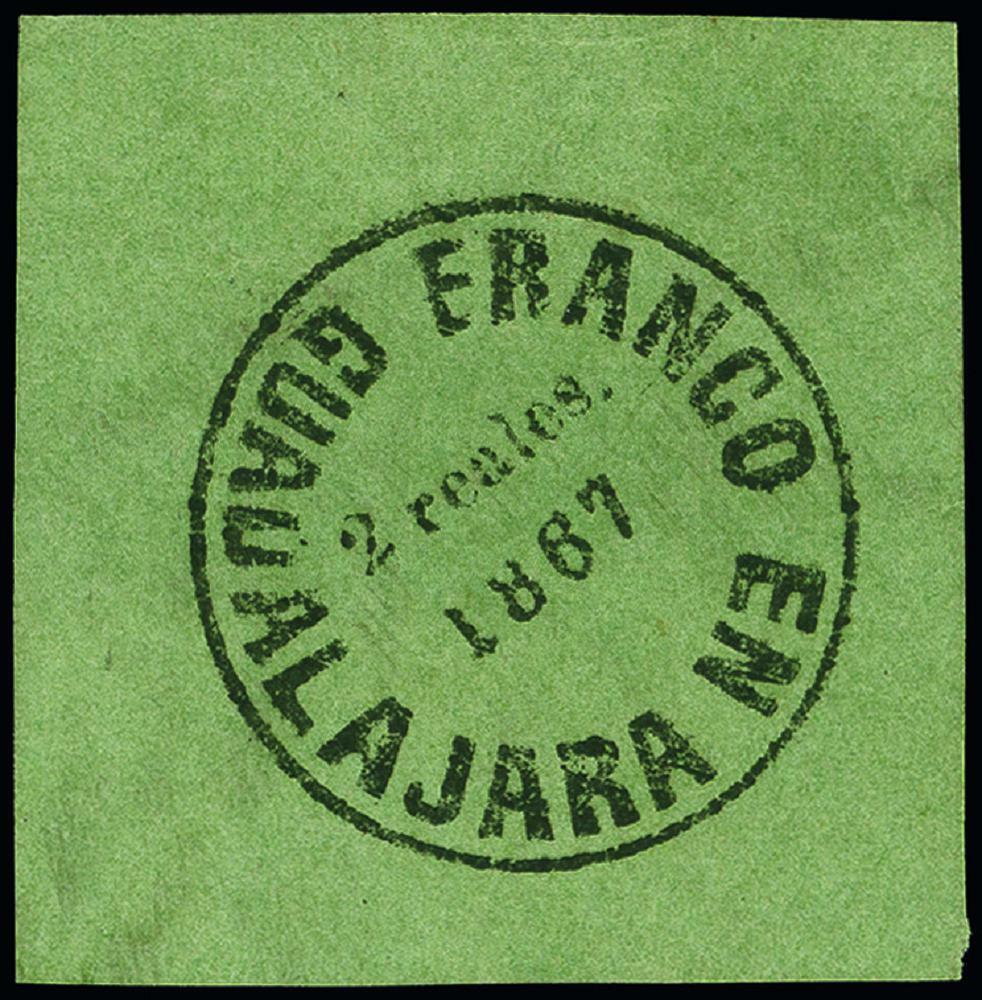 FRANCO EN GUADALAJARA
2 reales.
1867